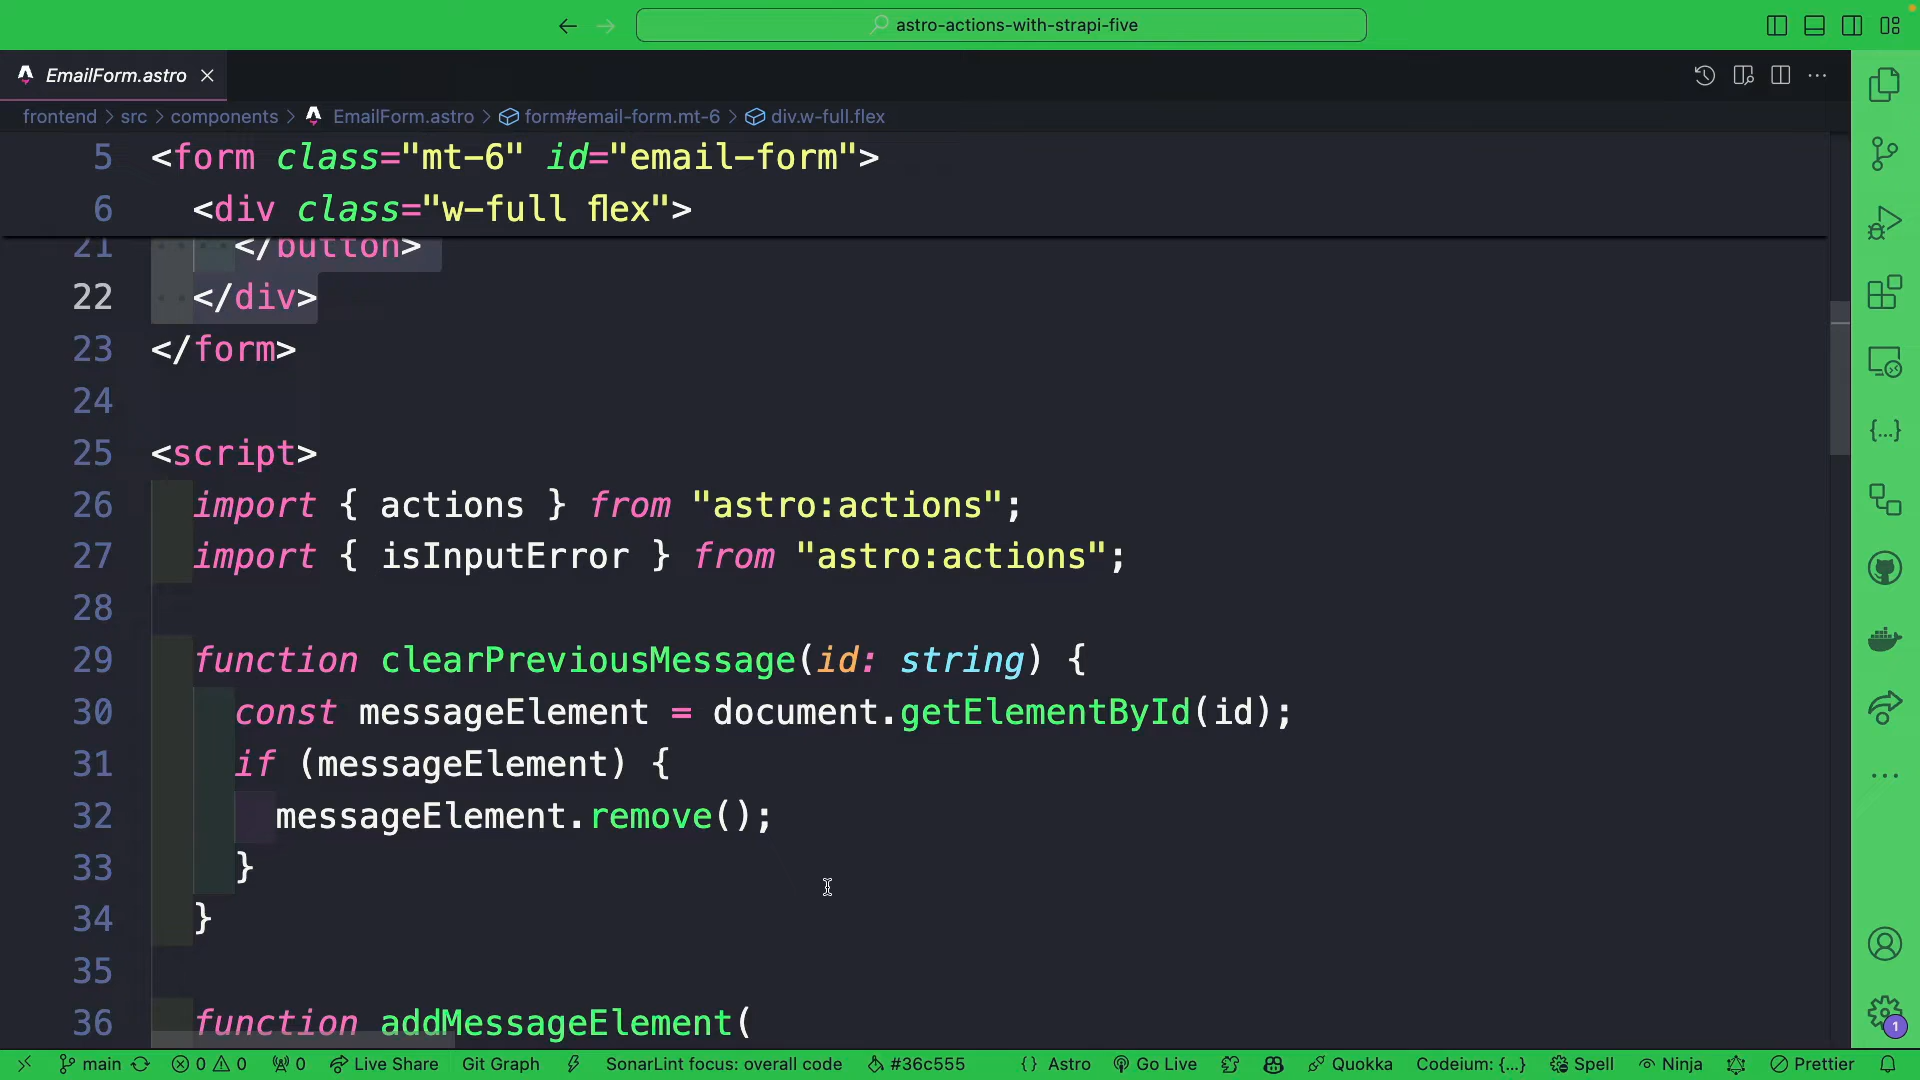 astro-actions-with-strapi-five
EmailForm.astro
frontend > src > components > EmailForm.astro > form#email-form.mt-6 > div.w-full.flex
5 <form class="mt-6" id="email-form">
6 <div class="w-full flex">
21 </button>
22 </div>
23 </form>
24
25 <script>
26 import { actions } from "astro:actions";
27 import { isInputError } from "astro:actions";
28
29 function clearPreviousMessage(id: string) {
30 const messageElement = document.getElementById(id);
31 if (messageElement) {
32 messageElement.remove();
33 }
34 }
35
36 function addMessageElement(
main 0 0 0 Live Share Git Graph SonarLint focus: overall code #36c555 {} Astro Go Live Quokka Codeium: {...} Spell Ninja Prettier
1